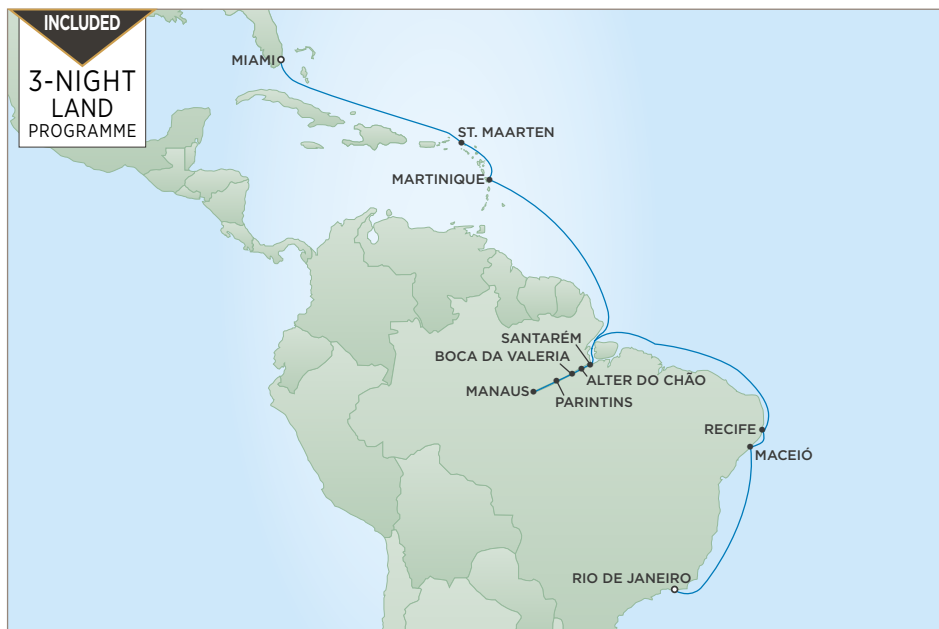 INCLUDED
3-NIGHT
LAND
PROGRAMME
MIAMI
ST. MAARTEN
MARTINIQUE
SANTARÉM
BOCA DA VALERIA
ALTER DO CHÃO
MANAUS
PARINTINS
RECIFE
MACEIÓ
RIO DE JANEIRO